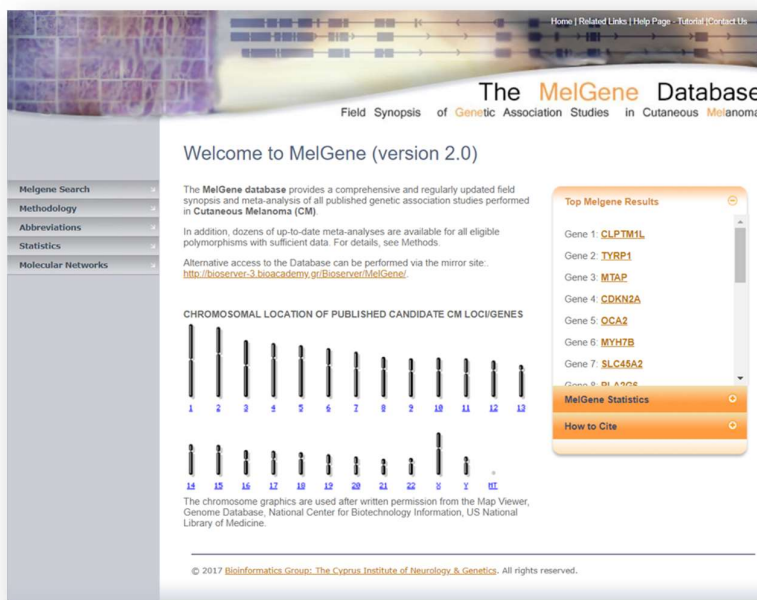 Home | Related Links | Help Page - Tutorial |Contact Us
The MelGene Database
Field Synopsis of Genetic Association Studies in Cutaneous Melanoma
Melgene Search
Methodology
Abbreviations
Statistics
Molecular Networks
Welcome to MelGene (version 2.0)
The MelGene database provides a comprehensive and regularly updated field
synopsis and meta-analysis of all published genetic association studies performed
in Cutaneous Melanoma (CM).
In addition, dozens of up-to-date meta-analyses are available for all eligible
polymorphisms with sufficient data. For details, see Methods.
Alternative access to the Database can be performed via the mirror site:.
http://bioserver-3.bioacademy.gr/Bioserver/MelGene/.
CHROMOSOMAL LOCATION OF PUBLISHED CANDIDATE CM LOCI/GENES
1 2 3 4 5 6 7 8 9 10 11 12 13
14 15 16 17 18 19 20 21 22 X Y MT
The chromosome graphics are used after written permission from the Map Viewer,
Genome Database, National Center for Biotechnology Information, US National
Library of Medicine.
Top Melgene Results
Gene 1: CLPTM1L
Gene 2: TYRP1
Gene 3: MTAP
Gene 4: CDKN2A
Gene 5: OCA2
Gene 6: MYH7B
Gene 7: SLC45A2
Gene 8: PLA2G6
MelGene Statistics
How to Cite
© 2017 Bioinformatics Group: The Cyprus Institute of Neurology & Genetics. All rights reserved.